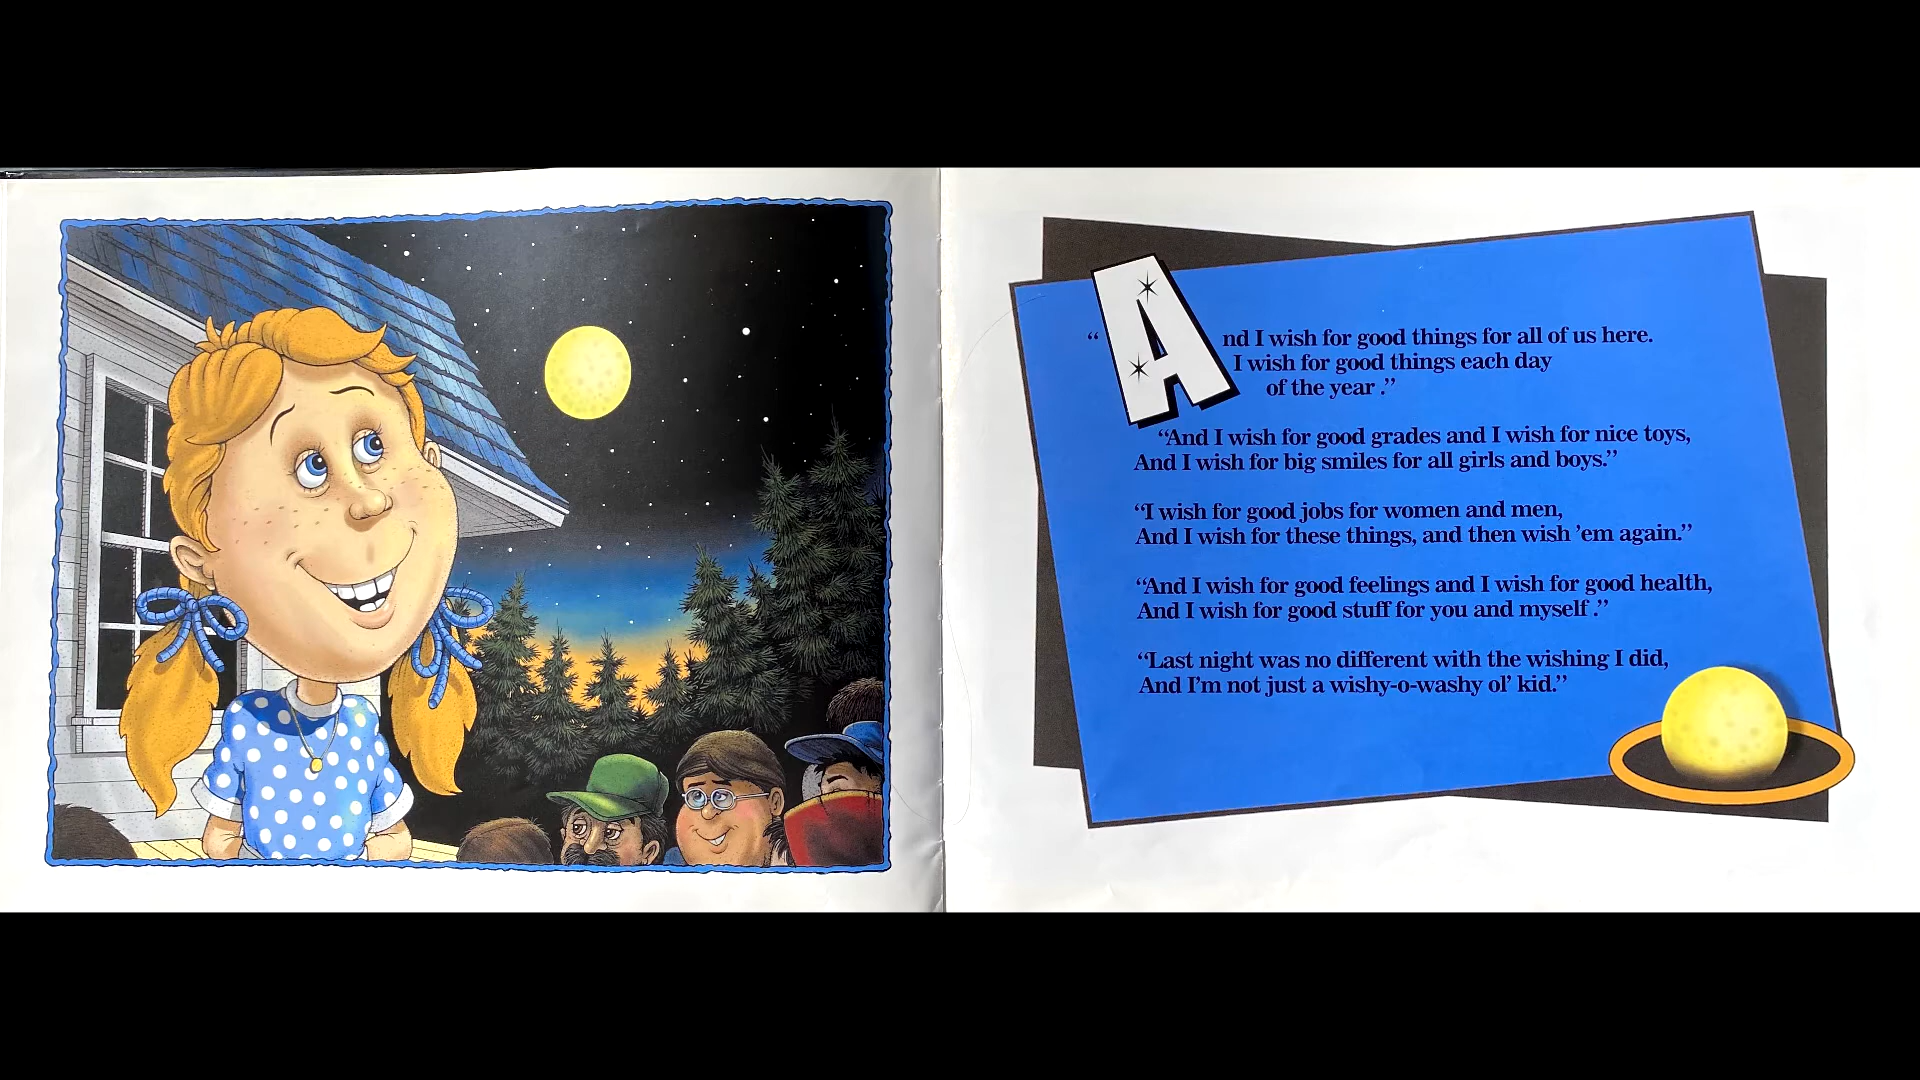 “And I wish for good things for all of us here.
I wish for good things each day
of the year.”
“And I wish for good grades and I wish for nice toys,
And I wish for big smiles for all girls and boys.”
“I wish for good jobs for women and men,
And I wish for these things, and then wish ’em again.”
“And I wish for good feelings and I wish for good health,
And I wish for good stuff for you and myself.”
“Last night was no different with the wishing I did,
And I’m not just a wishy-o-washy ol’ kid.”